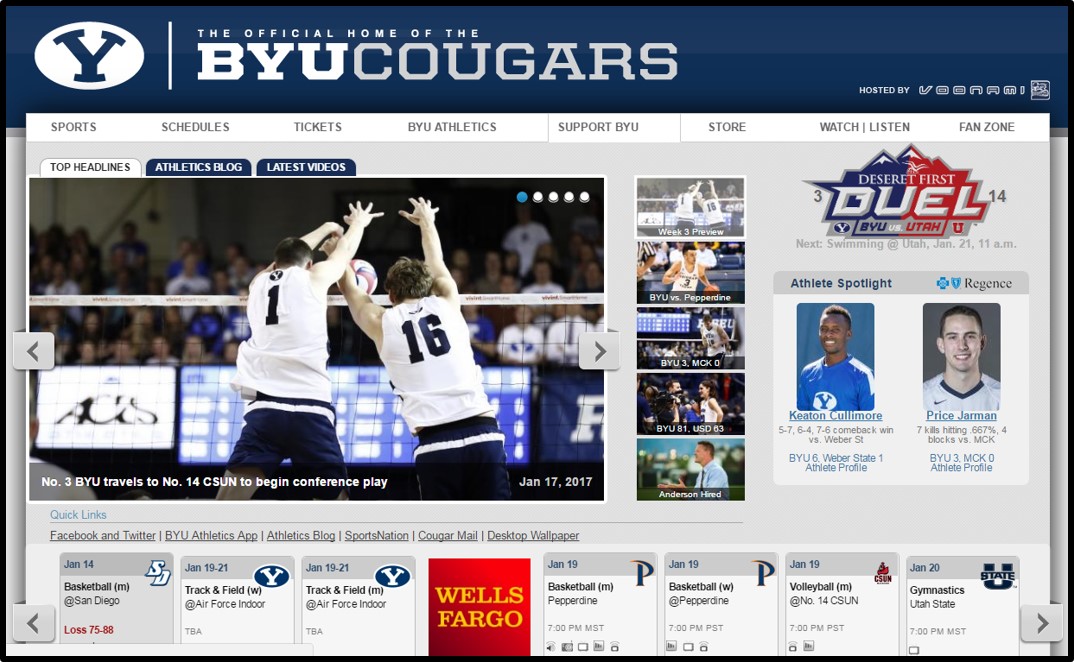 THE OFFICIAL HOME OF THE
BYUCOUGARS
HOSTED BY VOONAMI
SPORTS SCHEDULES TICKETS BYU ATHLETICS SUPPORT BYU STORE WATCH | LISTEN FAN ZONE
TOP HEADLINES ATHLETICS BLOG LATEST VIDEOS
1
16
No. 3 BYU travels to No. 14 CSUN to begin conference play Jan 17, 2017
Week 3 Preview
BYU vs. Pepperdine
BYU 3, MCK 0
BYU 81, USD 63
Anderson Hired
DESERET FIRST
3 DUEL 14
BYU VS. UTAH
Next: Swimming @ Utah, Jan. 21, 11 a.m.
Athlete Spotlight Regence
Keaton Cullimore
5-7, 6-4, 7-6 comeback win
vs. Weber St
BYU 6, Weber State 1
Athlete Profile
Price Jarman
7 kills hitting .667%, 4
blocks vs. MCK
BYU 3, MCK 0
Athlete Profile
Quick Links
Facebook and Twitter | BYU Athletics App | Athletics Blog | SportsNation | Cougar Mail | Desktop Wallpaper
Jan 14
Basketball (m)
@San Diego
Loss 75-88
Jan 19-21
Track & Field (w)
@Air Force Indoor
TBA
Jan 19-21
Track & Field (m)
@Air Force Indoor
TBA
WELLS
FARGO
Jan 19
Basketball (m)
Pepperdine
7:00 PM MST
Jan 19
Basketball (w)
@Pepperdine
7:00 PM PST
Jan 19
CSUN
Volleyball (m)
@No. 14 CSUN
7:00 PM PST
Jan 20
STATE
Gymnastics
Utah State
7:00 PM MST